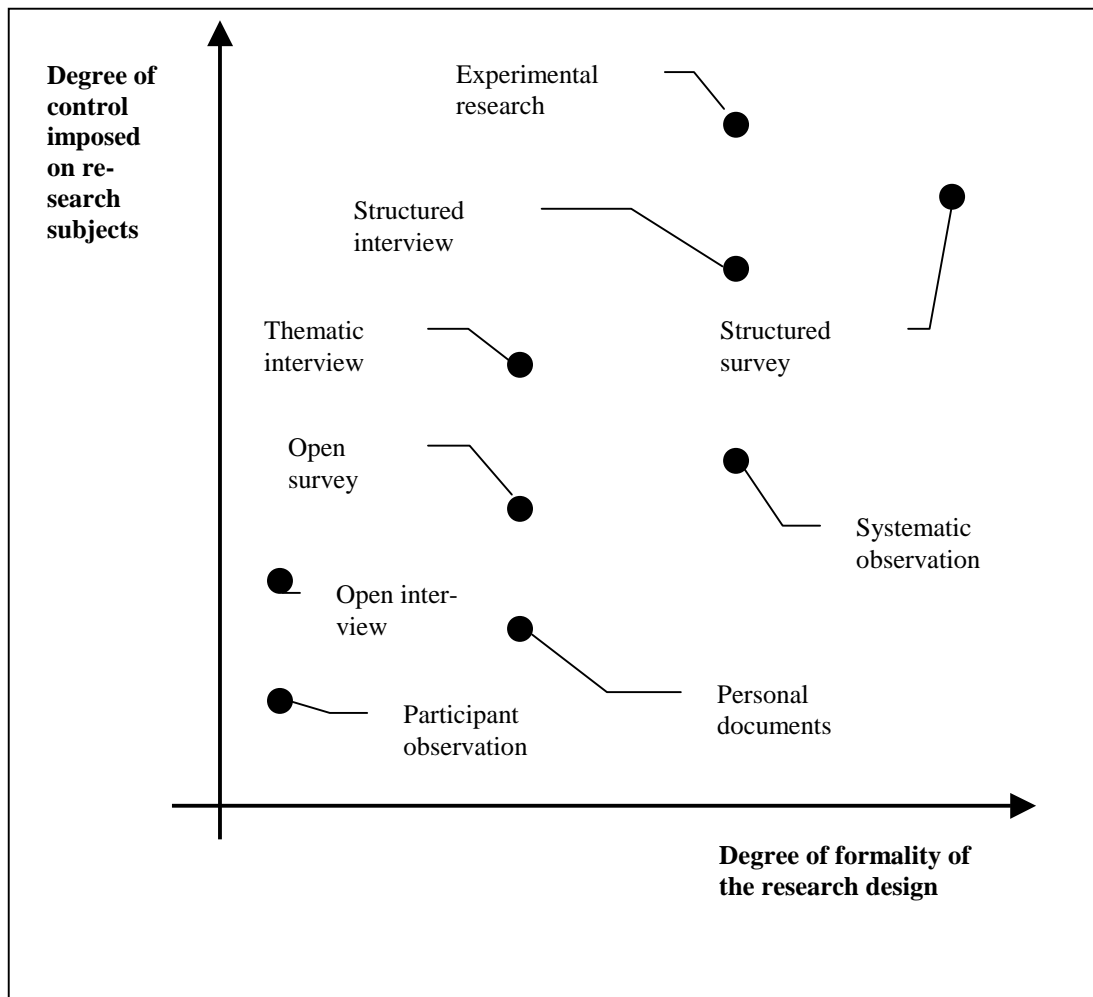 Degree of
control
imposed
on re-
search
subjects
Experimental
research
Structured
interview
Thematic
interview
Structured
survey
Open
survey
Systematic
observation
Open inter-
view
Personal
documents
Participant
observation
Degree of formality of
the research design